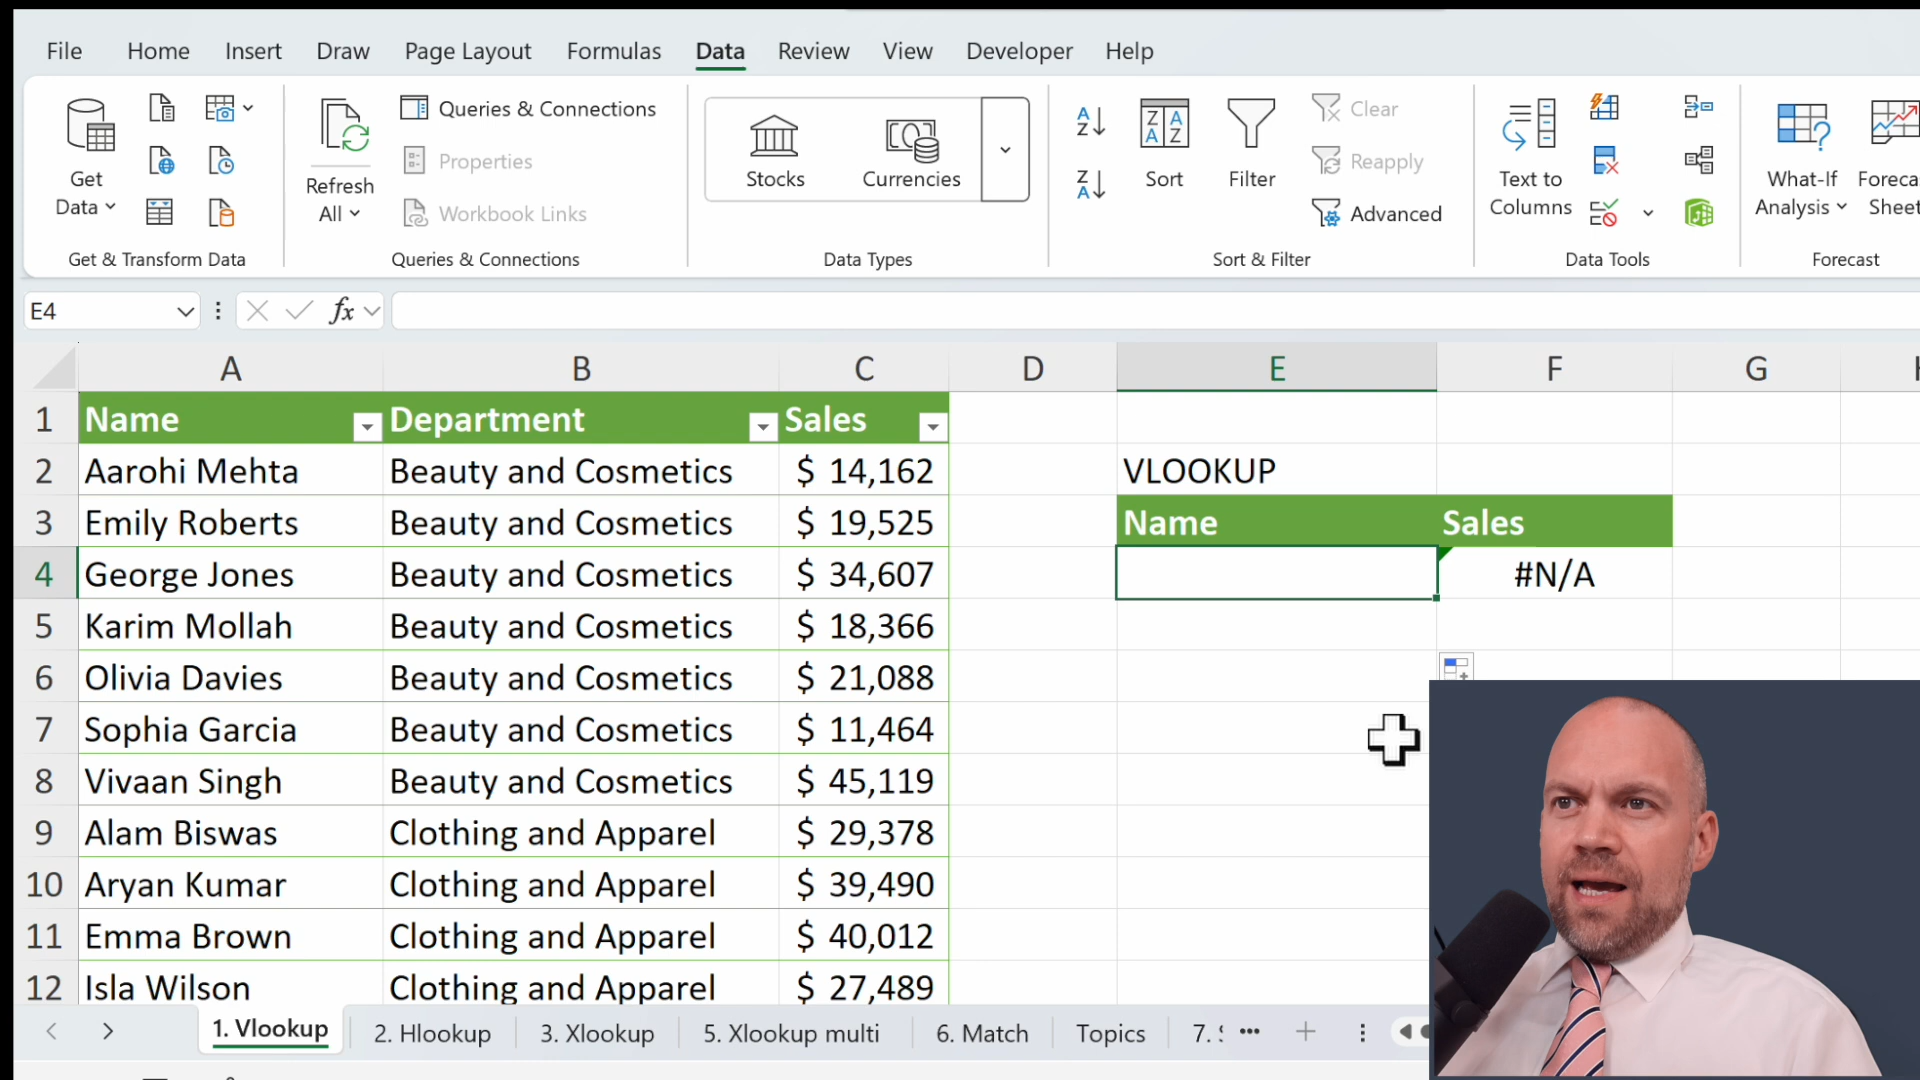 File Home Insert Draw Page Layout Formulas Data Review View Developer Help
Get Data
Refresh All
Queries & Connections
Properties
Workbook Links
Stocks
Currencies
Sort
Filter
Clear
Reapply
Advanced
Text to Columns
What-If Analysis
Sheet
Get & Transform Data
Queries & Connections
Data Types
Sort & Filter
Data Tools
Forecast
E4
fx
A B C D E F G
1 Name Department Sales
2 Aarohi Mehta Beauty and Cosmetics $ 14,162 VLOOKUP
3 Emily Roberts Beauty and Cosmetics $ 19,525 Name Sales
4 George Jones Beauty and Cosmetics $ 34,607 #N/A
5 Karim Mollah Beauty and Cosmetics $ 18,366
6 Olivia Davies Beauty and Cosmetics $ 21,088
7 Sophia Garcia Beauty and Cosmetics $ 11,464
8 Vivaan Singh Beauty and Cosmetics $ 45,119
9 Alam Biswas Clothing and Apparel $ 29,378
10 Aryan Kumar Clothing and Apparel $ 39,490
11 Emma Brown Clothing and Apparel $ 40,012
12 Isla Wilson Clothing and Apparel $ 27,489
1. Vlookup 2. Hlookup 3. Xlookup 5. Xlookup multi 6. Match Topics 7.